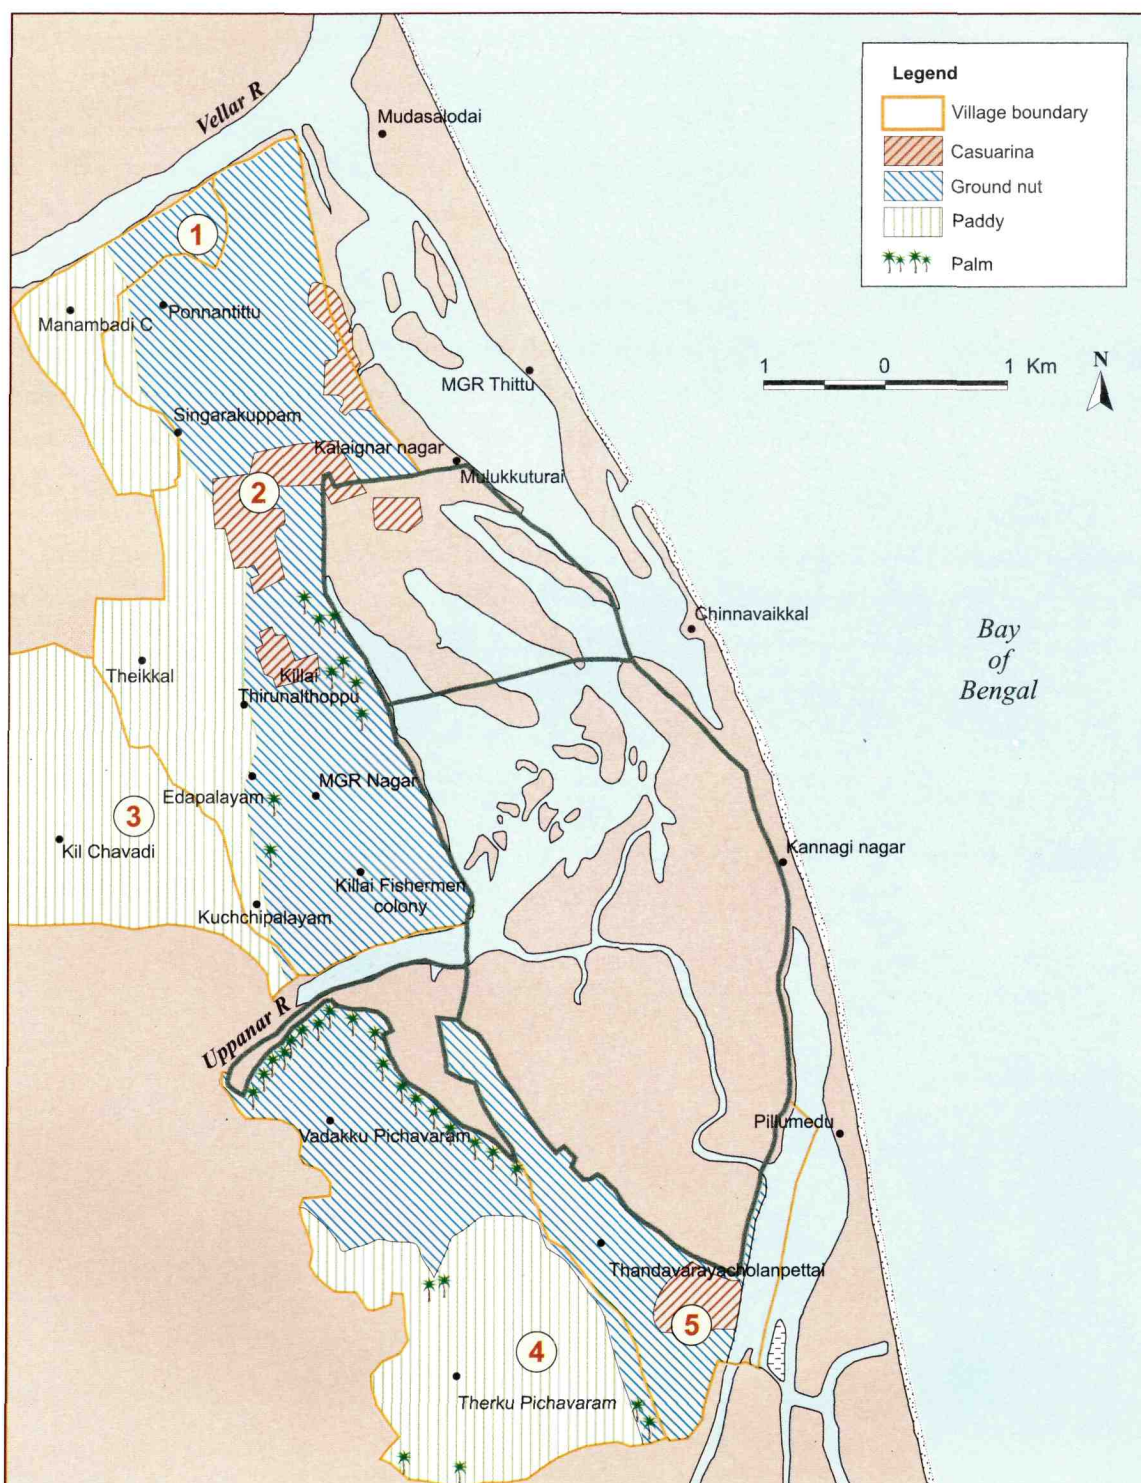 Legend
Village boundary
Casuarina
Ground nut
Paddy
Palm
Vellar R
Mudasalodai
1
Manambadi C
Ponnantittu
1 0 1 Km
N
MGR Thittu
Singarakuppam
Kalaignar nagar
Mulukkuturai
2
Chinnavaikkal
Bay
of
Bengal
Theikkal
Killai
Thirunalthoppu
Edapalayam
MGR Nagar
3
Kil Chavadi
Kannagi nagar
Killai Fishermen
colony
Kuchchipalayam
Uppanar R
Vadakku Pichavaram
Pillumedu
Thandavarayacholanpettai
5
4
Therku Pichavaram